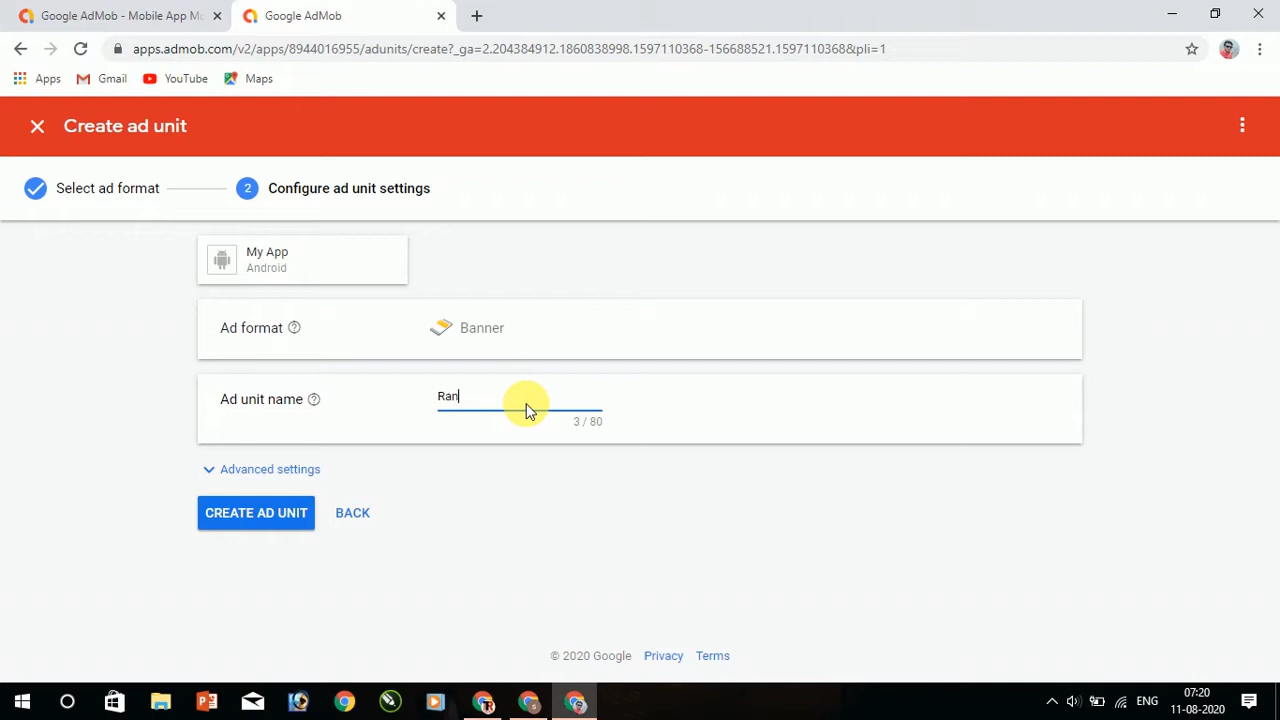 Google AdMob - Mobile App Mo
Google AdMob
apps.admob.com/v2/apps/8944016955/adunits/create?_ga=2.204384912.1860838998.1597110368-156688521.1597110368&pli=1
Apps
Gmail
YouTube
Maps
Create ad unit
Select ad format
2
Configure ad unit settings
My App
Android
Ad format
Banner
Ad unit name
Ran
3 / 80
Advanced settings
CREATE AD UNIT
BACK
© 2020 Google
Privacy
Terms
ENG
07:20
11-08-2020